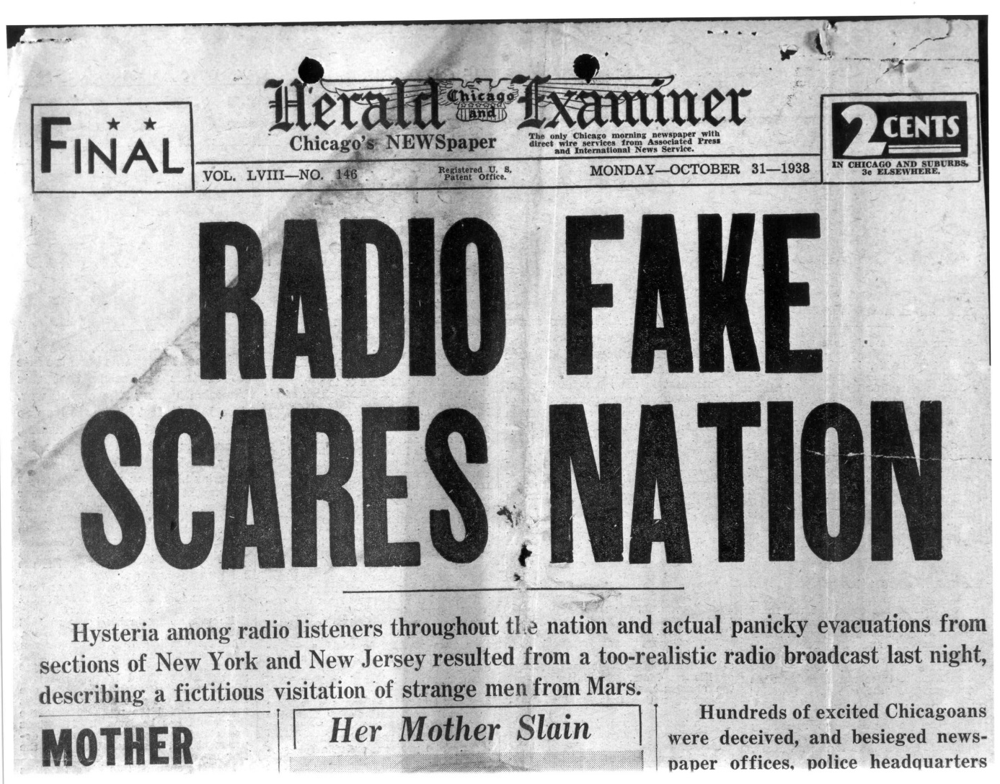 Herald Chicago and Examiner
Chicago's NEWSpaper
The only Chicago morning newspaper with
direct wire services from Associated Press
and International News Service.
FINAL
2 CENTS
IN CHICAGO AND SUBURBS,
3c ELSEWHERE.
VOL. LVIII—NO. 146
Registered U. S.
Patent Office.
MONDAY—OCTOBER 31—1938
RADIO FAKE
SCARES NATION
Hysteria among radio listeners throughout the nation and actual panicky evacuations from
sections of New York and New Jersey resulted from a too-realistic radio broadcast last night,
describing a fictitious visitation of strange men from Mars.
MOTHER
Her Mother Slain
Hundreds of excited Chicagoans
were deceived, and besieged news-
paper offices, police headquarters